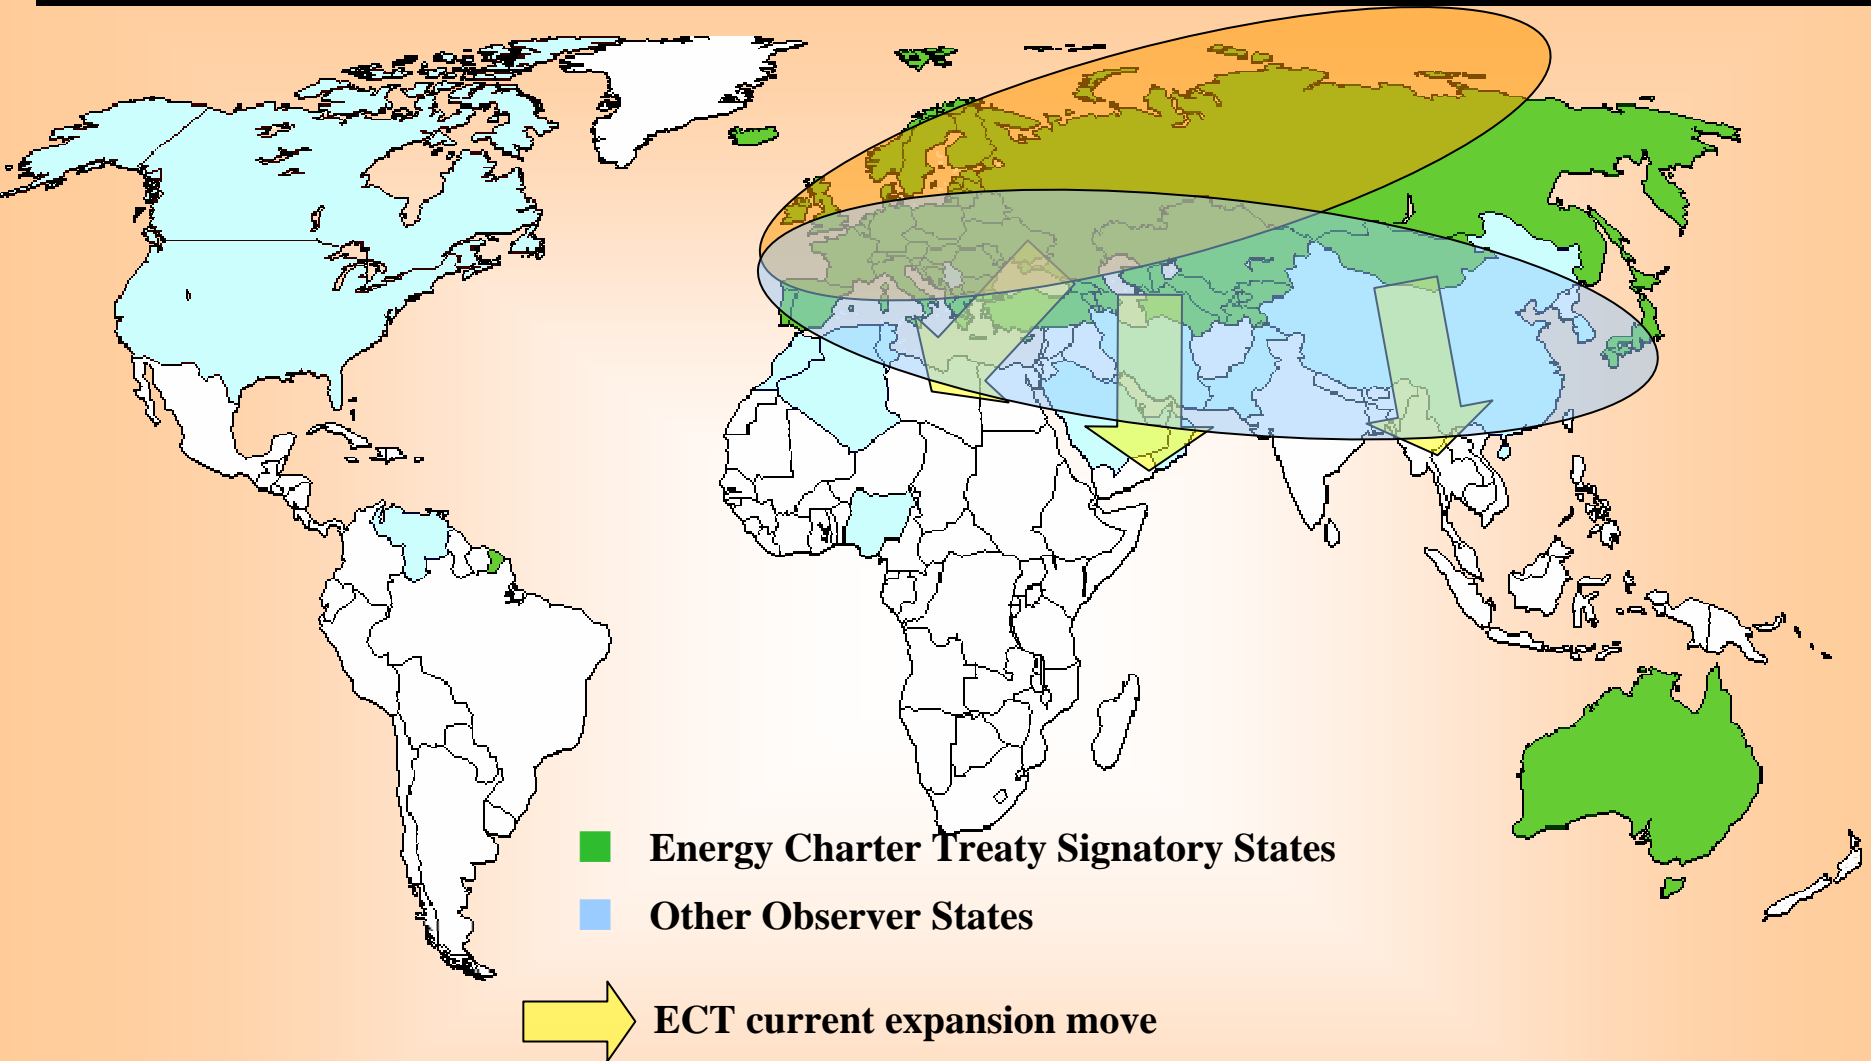 Energy Charter Treaty Signatory States
Other Observer States
ECT current expansion move